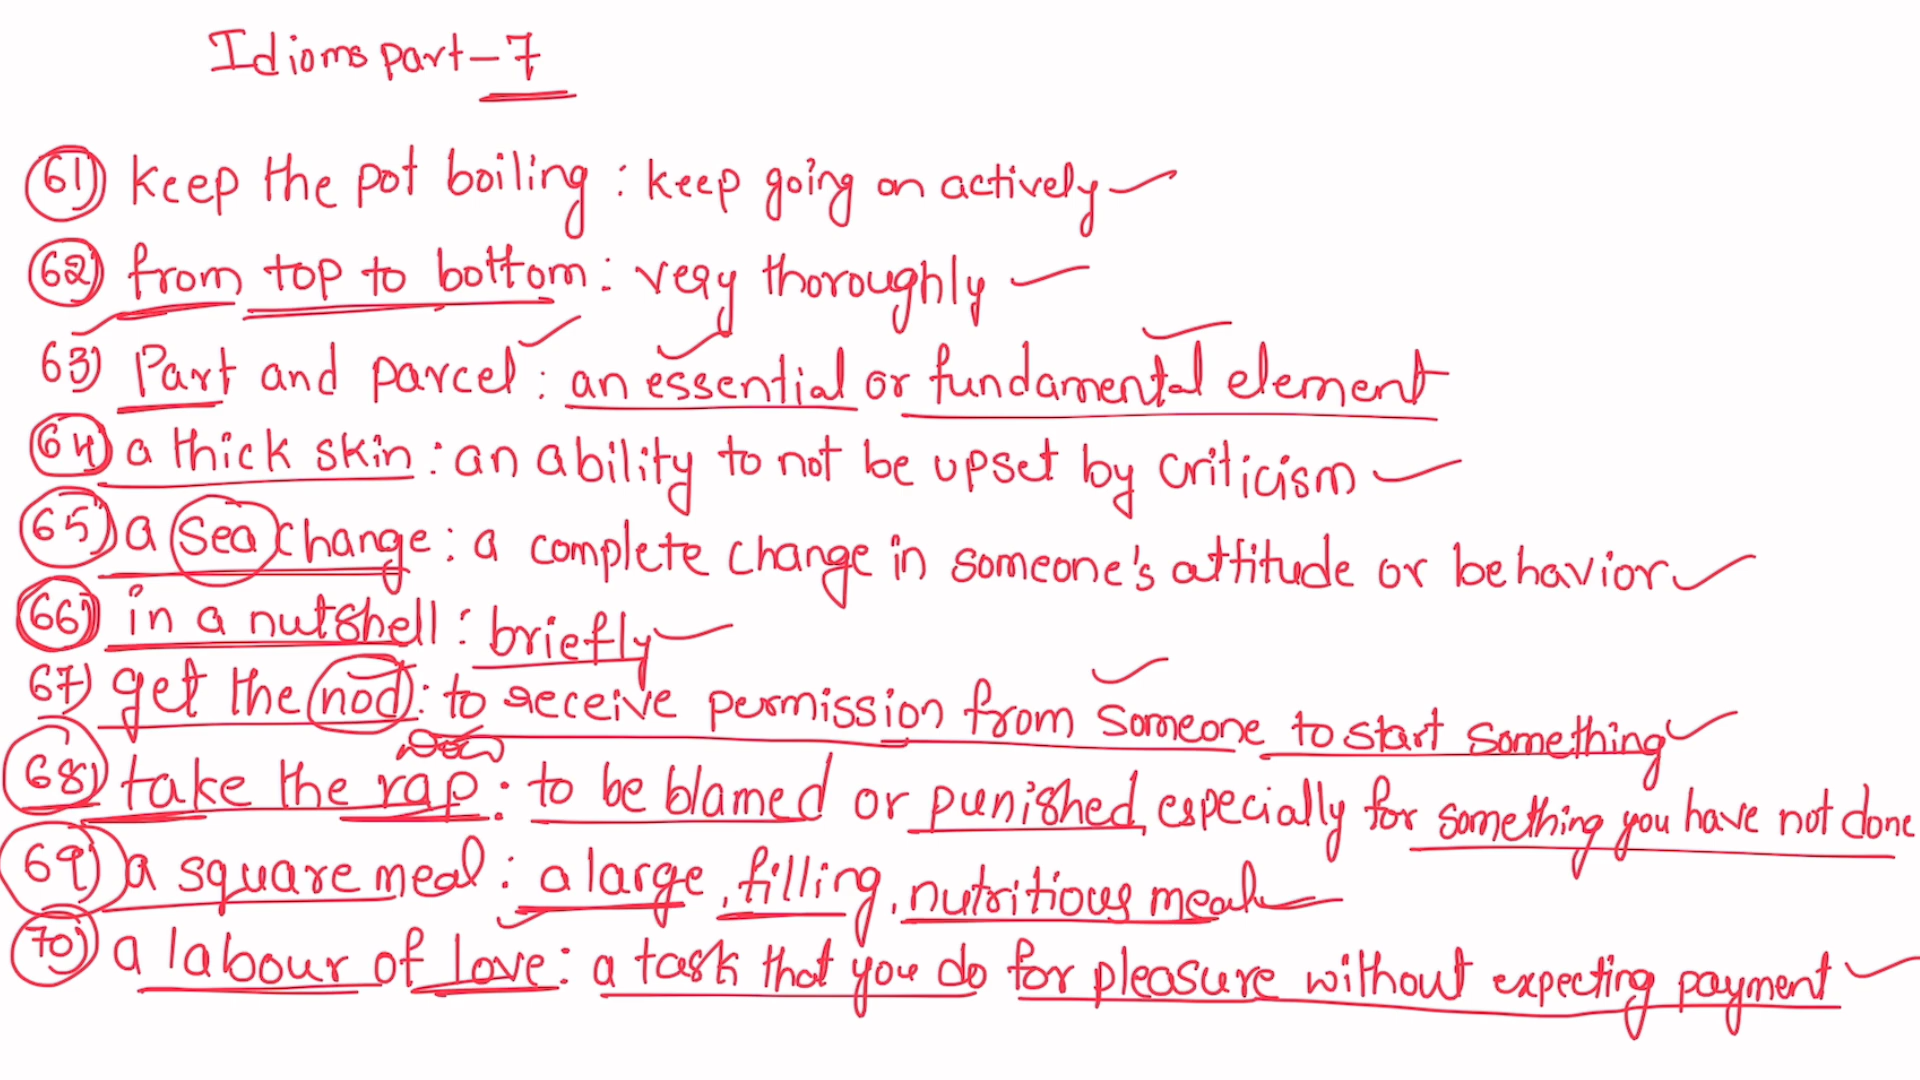 Idioms part-7
61) keep the pot boiling : keep going on actively
62) from top to bottom : very thoroughly
63) Part and parcel : an essential or fundamental element
64) a thick skin : an ability to not be upset by criticism
65) a sea change : a complete change in someone's attitude or behavior
66) in a nutshell : briefly
67) get the nod : to receive permission from someone to start something
68) take the rap : to be blamed or punished, especially for something you have not done
69) a square meal : a large, filling, nutritious meal
70) a labour of love : a task that you do for pleasure without expecting payment